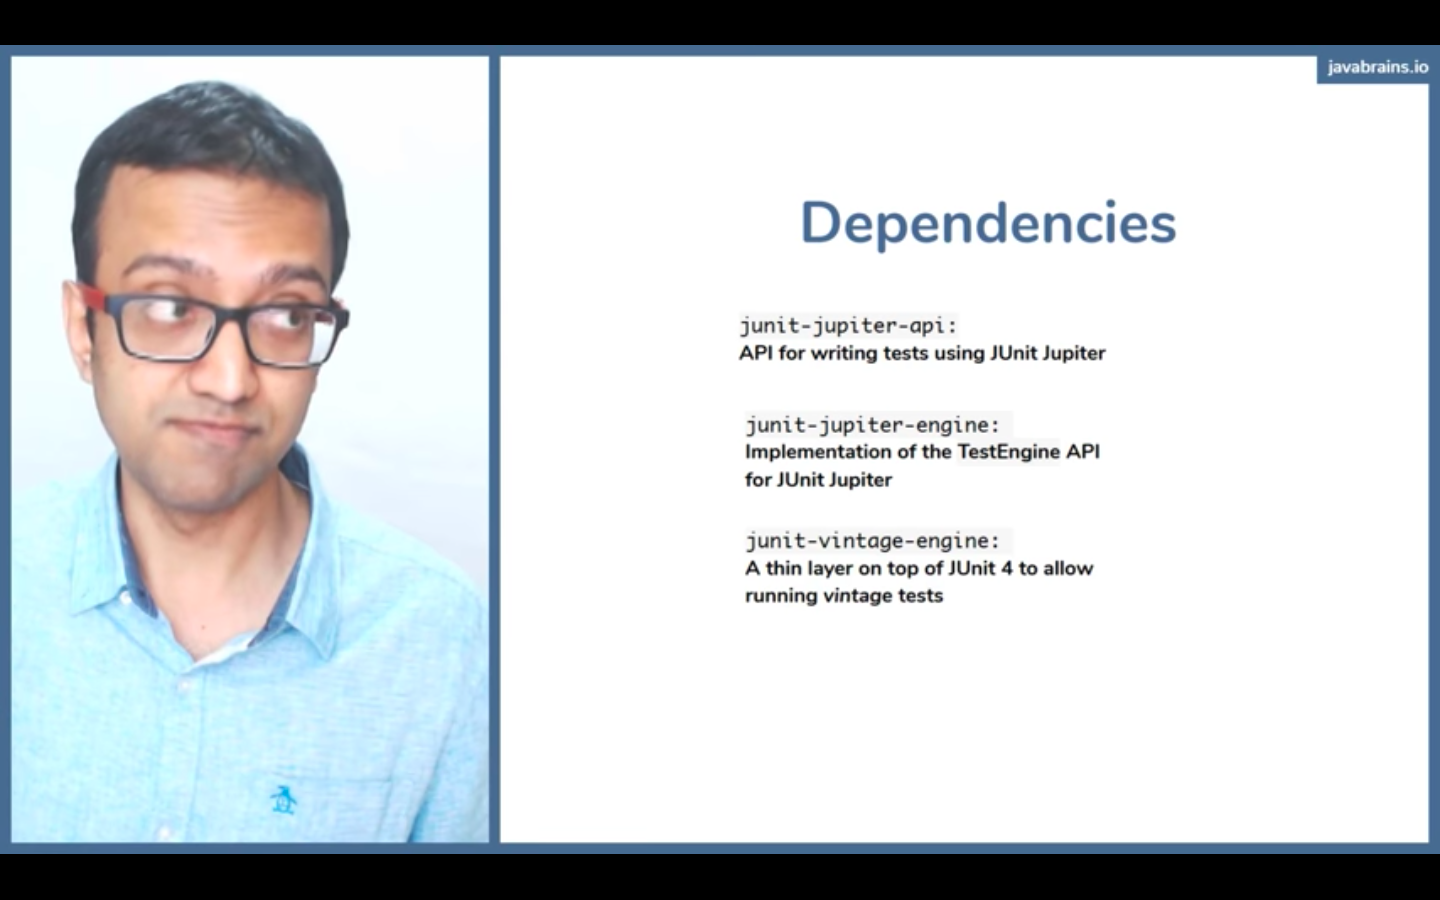 javabrains.io
Dependencies
junit-jupiter-api:
API for writing tests using JUnit Jupiter
junit-jupiter-engine:
Implementation of the TestEngine API
for JUnit Jupiter
junit-vintage-engine:
A thin layer on top of JUnit 4 to allow
running vintage tests